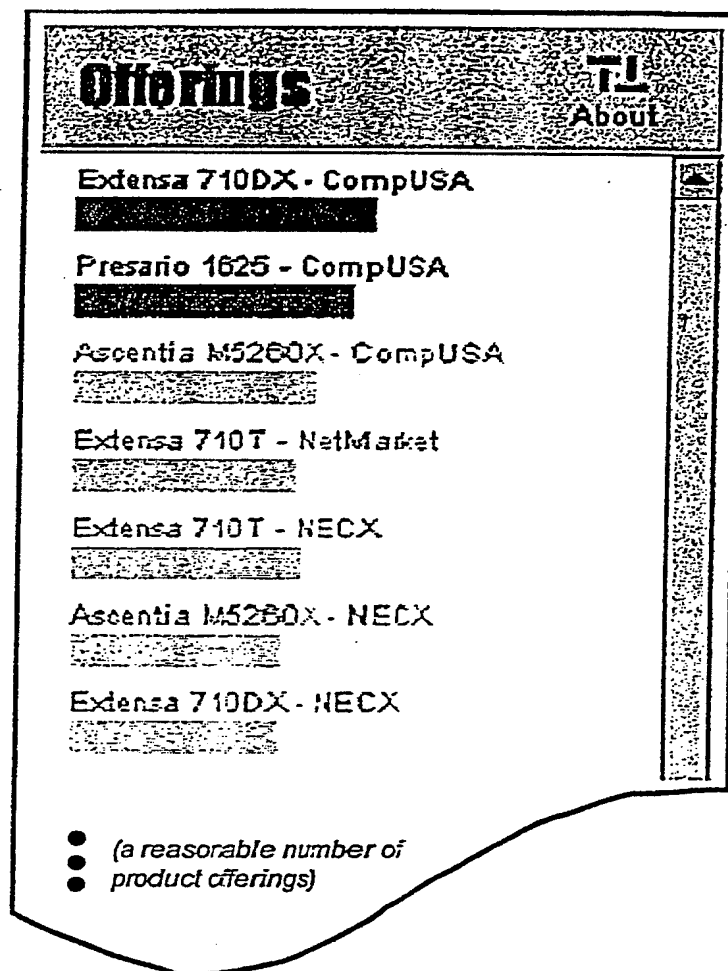 Offerings
About
Extensa 710DX - CompUSA
Presario 1625 - CompUSA
Ascentia M5260X - CompUSA
Extensa 710T - NetMarket
Extensa 710T - NECX
Ascentia M5260X - NECX
Extensa 710DX - NECX
(a reasonable number of
product offerings)